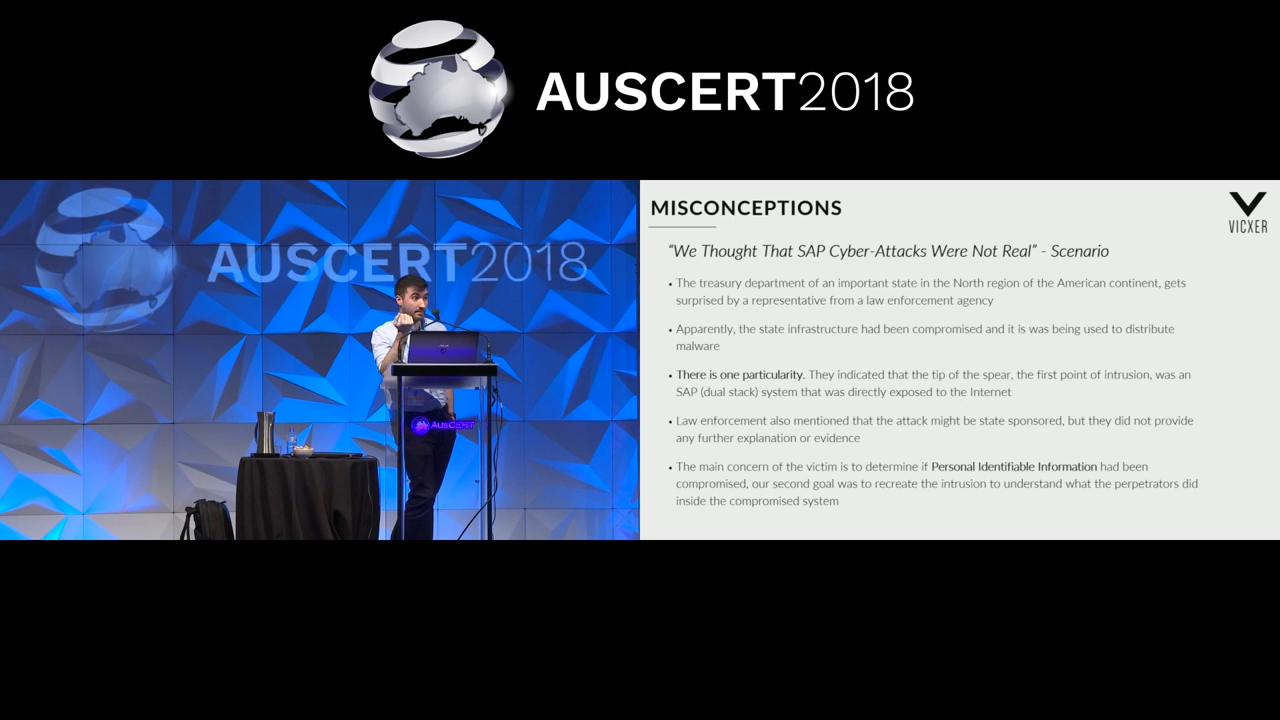 AUSCERT2018
AUSCERT2018
AUSCERT
MISCONCEPTIONS
VICXER
“We Thought That SAP Cyber-Attacks Were Not Real” - Scenario
• The treasury department of an important state in the North region of the American continent, gets
surprised by a representative from a law enforcement agency
• Apparently, the state infrastructure had been compromised and it is was being used to distribute
malware
• There is one particularity. They indicated that the tip of the spear, the first point of intrusion, was an
SAP (dual stack) system that was directly exposed to the Internet
• Law enforcement also mentioned that the attack might be state sponsored, but they did not provide
any further explanation or evidence
• The main concern of the victim is to determine if Personal Identifiable Information had been
compromised, our second goal was to recreate the intrusion to understand what the perpetrators did
inside the compromised system